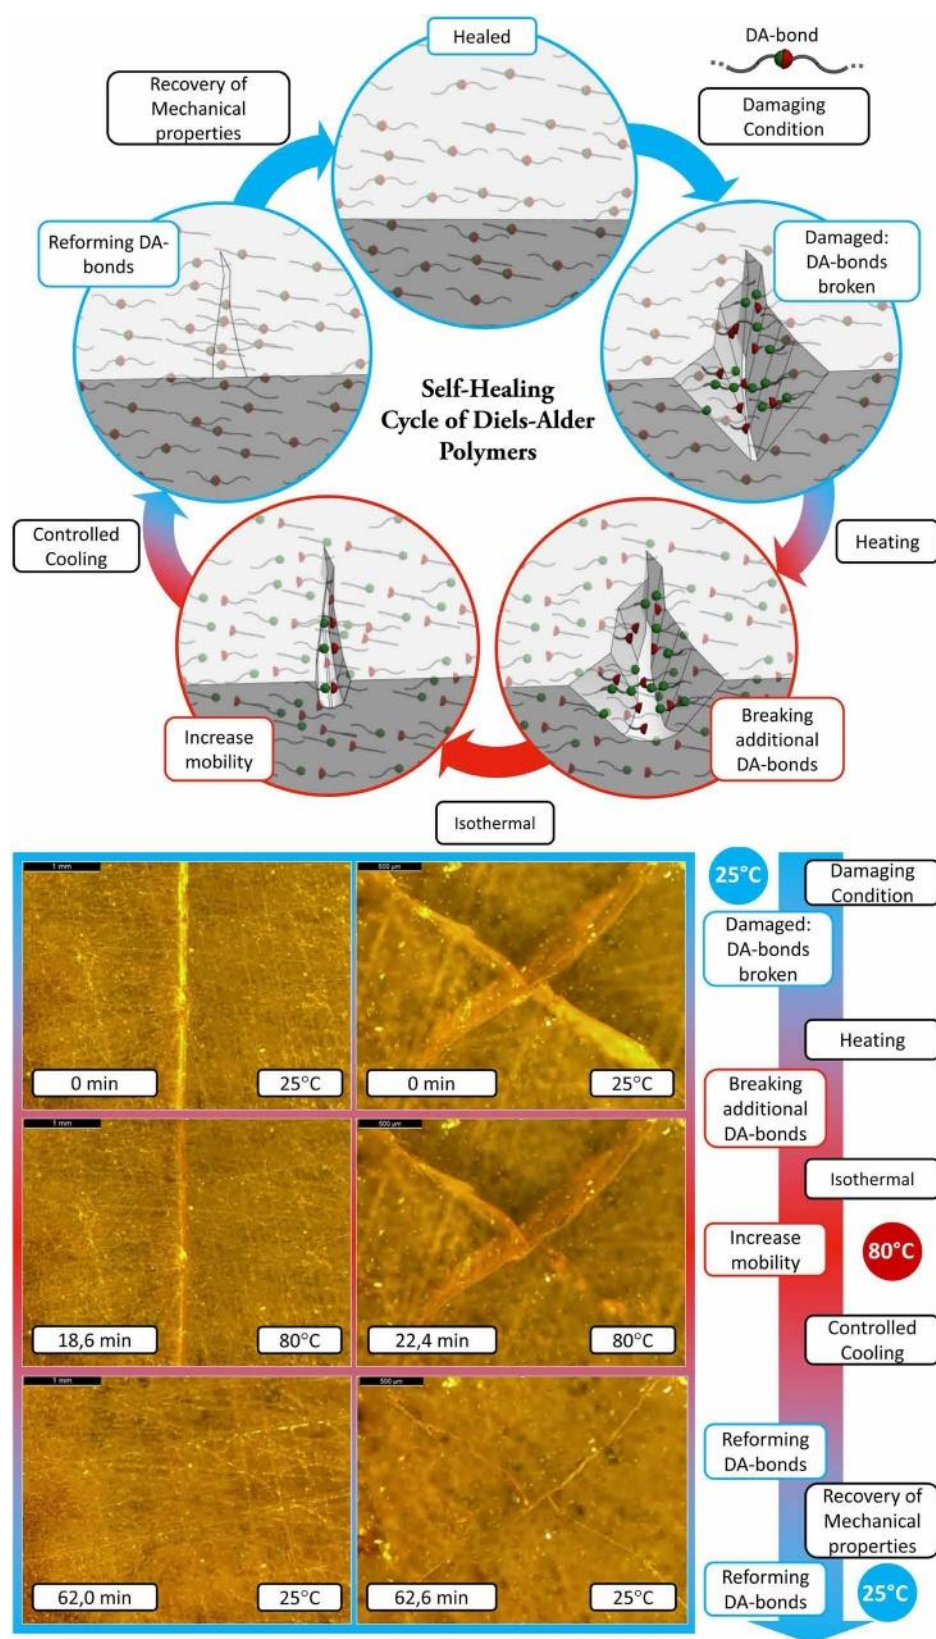 Healed
DA-bond
Recovery of
Mechanical
properties
Damaging
Condition
Reforming DA-
bonds
Damaged:
DA-bonds
broken
Self-Healing
Cycle of Diels-Alder
Polymers
Controlled
Cooling
Heating
Increase
mobility
Breaking
additional
DA-bonds
Isothermal
1 mm
500 µm
0 min
25°C
0 min
25°C
1 mm
500 µm
18,6 min
80°C
22,4 min
80°C
1 mm
500 µm
62,0 min
25°C
62,6 min
25°C
25°C
Damaging
Condition
Damaged:
DA-bonds
broken
Heating
Breaking
additional
DA-bonds
Isothermal
Increase
mobility
80°C
Controlled
Cooling
Reforming
DA-bonds
Recovery of
Mechanical
properties
Reforming
DA-bonds
25°C